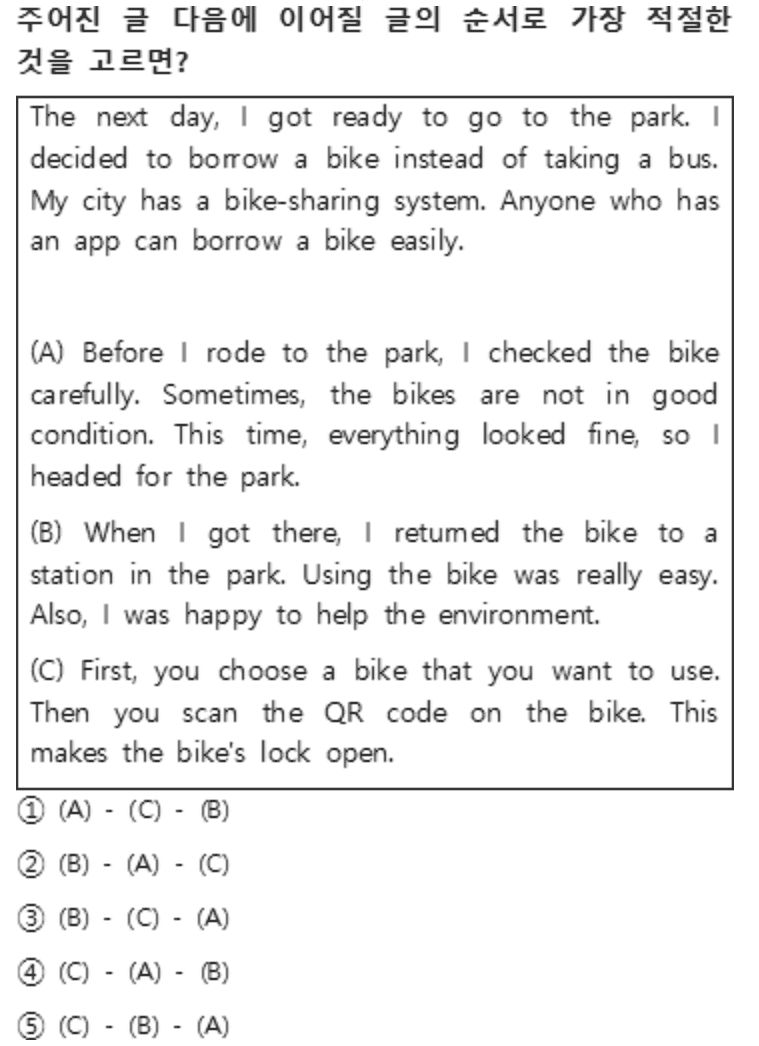 주어진 글 다음에 이어질 글의 순서로 가장 적절한
것을 고르면?
The next day, I got ready to go to the park. I
decided to borrow a bike instead of taking a bus.
My city has a bike-sharing system. Anyone who has
an app can borrow a bike easily.
(A) Before I rode to the park, I checked the bike
carefully. Sometimes, the bikes are not in good
condition. This time, everything looked fine, so I
headed for the park.
(B) When I got there, I returned the bike to a
station in the park. Using the bike was really easy.
Also, I was happy to help the environment.
(C) First, you choose a bike that you want to use.
Then you scan the QR code on the bike. This
makes the bike's lock open.
① (A) - (C) - (B)
② (B) - (A) - (C)
③ (B) - (C) - (A)
④ (C) - (A) - (B)
⑤ (C) - (B) - (A)